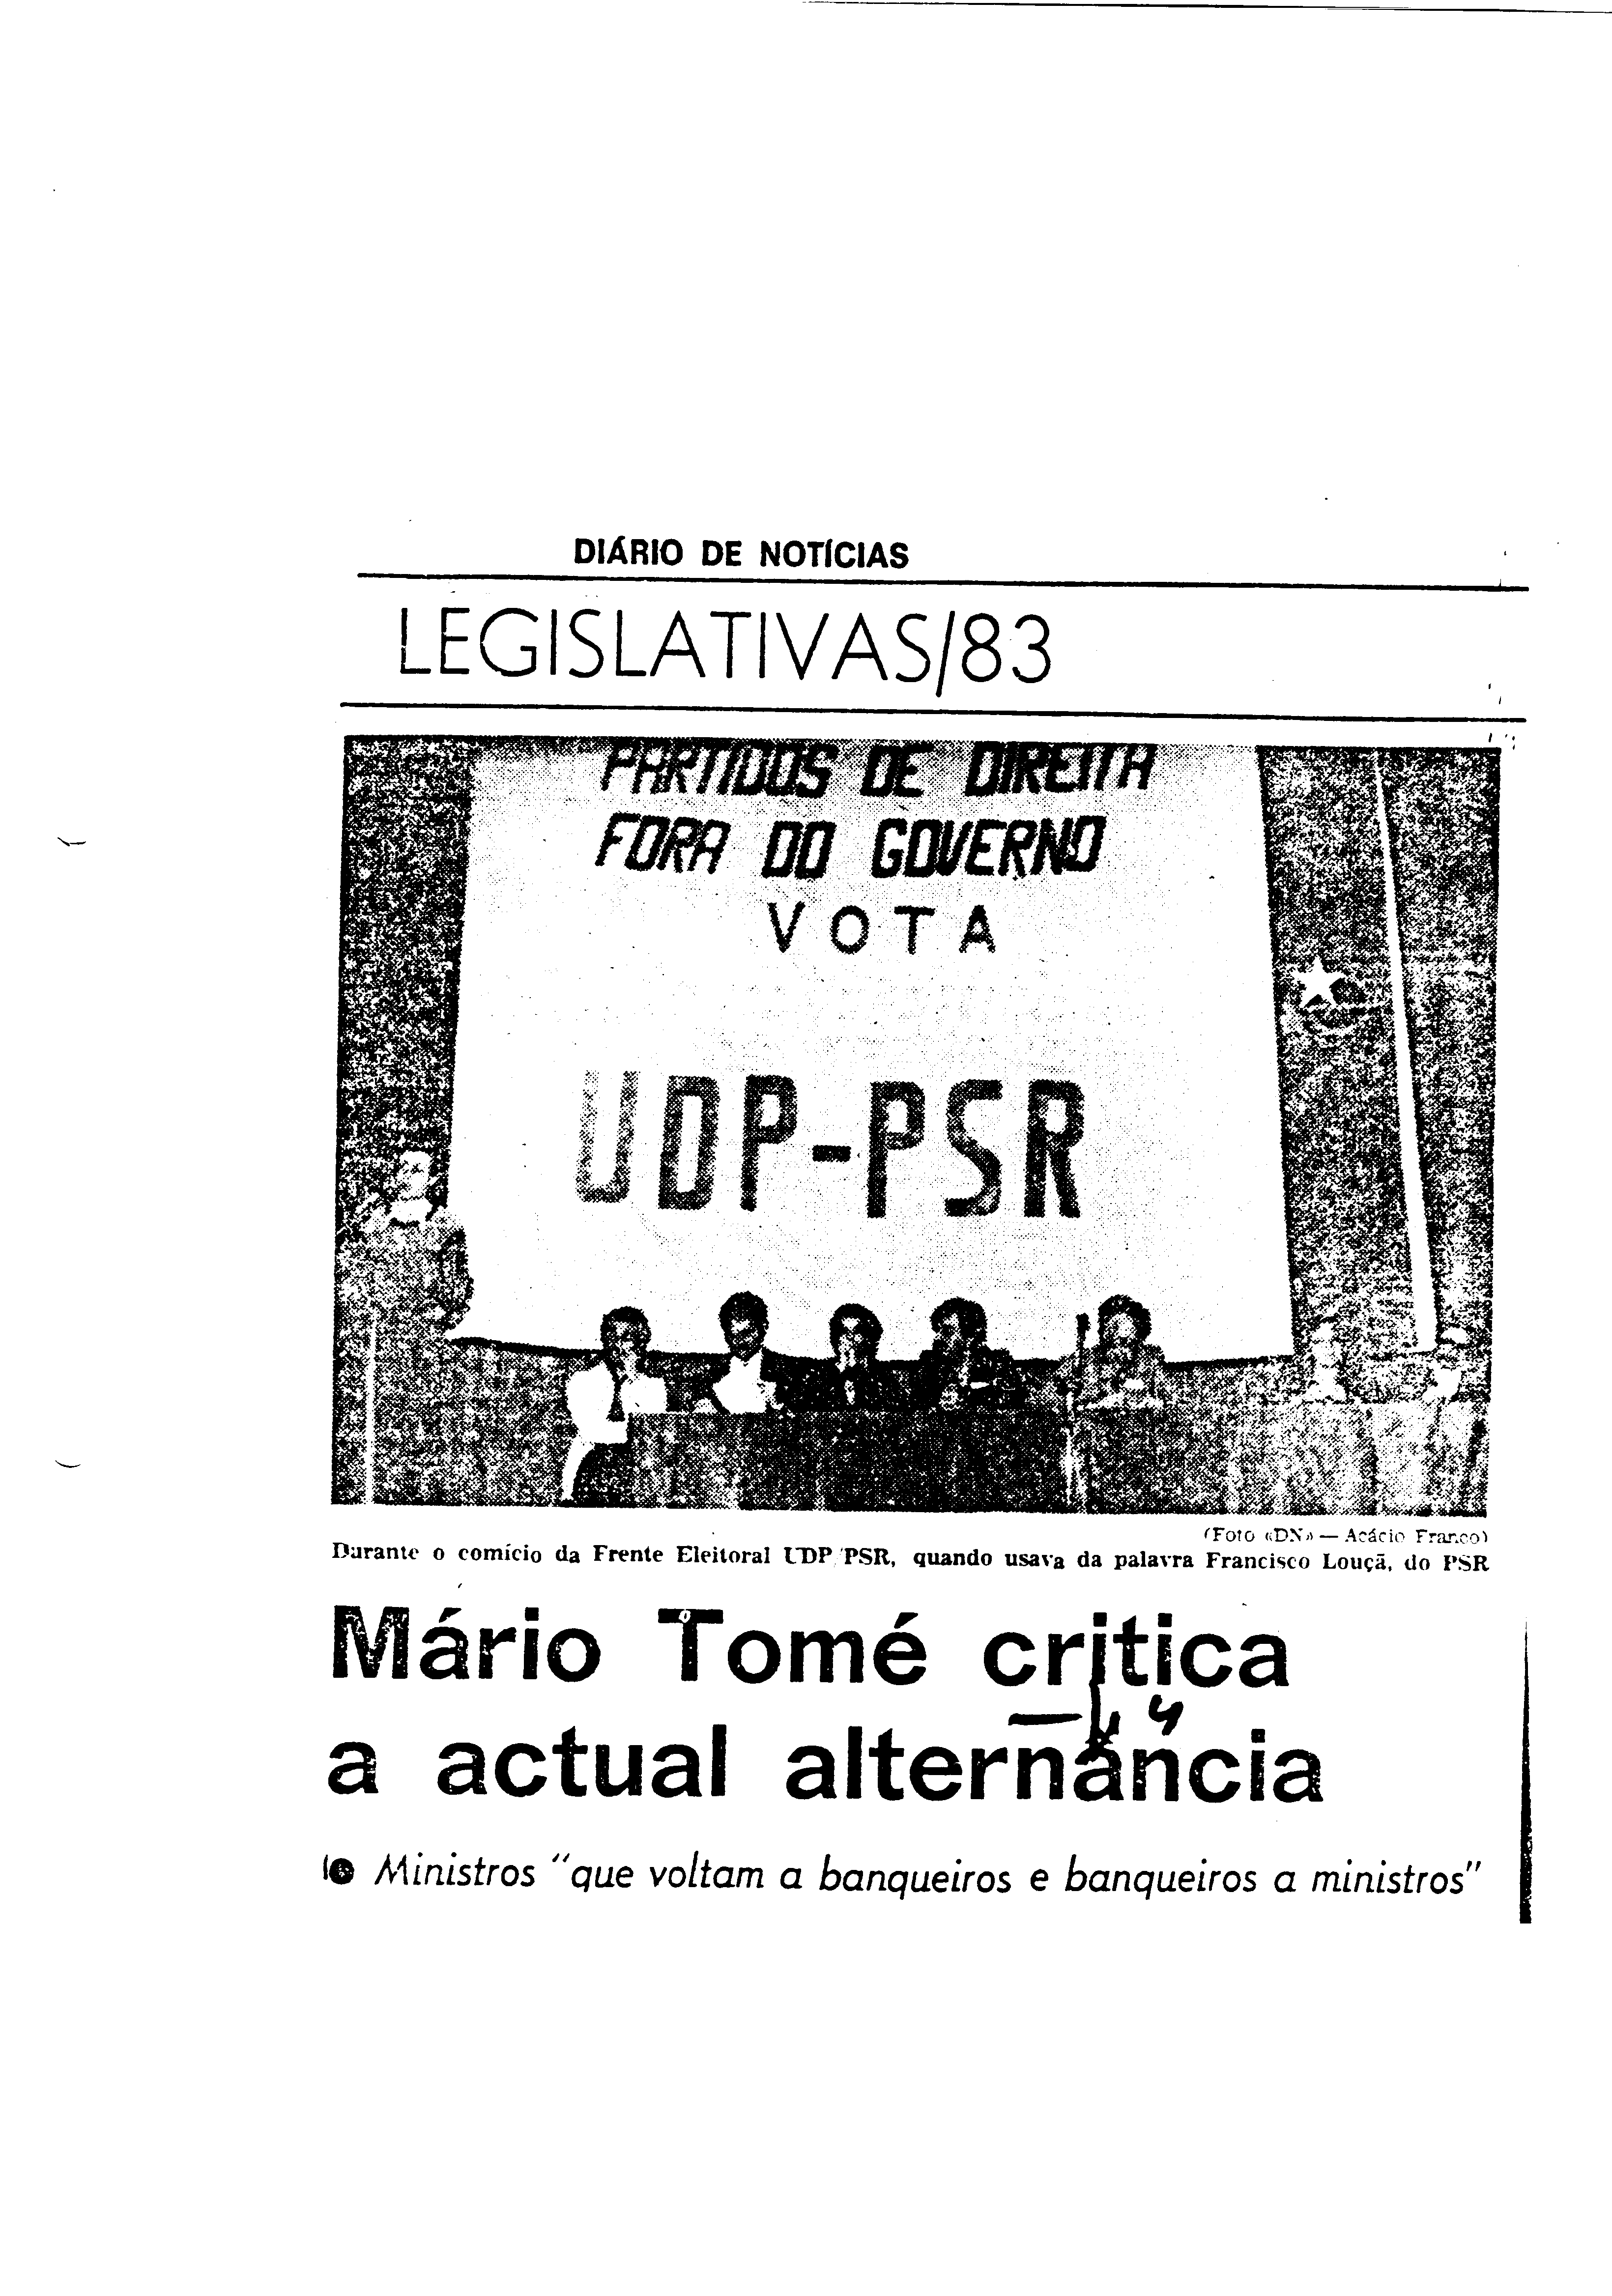 DIÁRIO DE NOTÍCIAS
LEGISLATIVAS/83
PARTIDOS DE DIREITA
FORA DO GOVERNO
VOTA
UDP-PSR
(Foto «DN» — Acácio Franco)
Durante o comício da Frente Eleitoral UDP/PSR, quando usava da palavra Francisco Louçã, do PSR
Mário Tomé critica
a actual alternância
Ministros "que voltam a banqueiros e banqueiros a ministros"